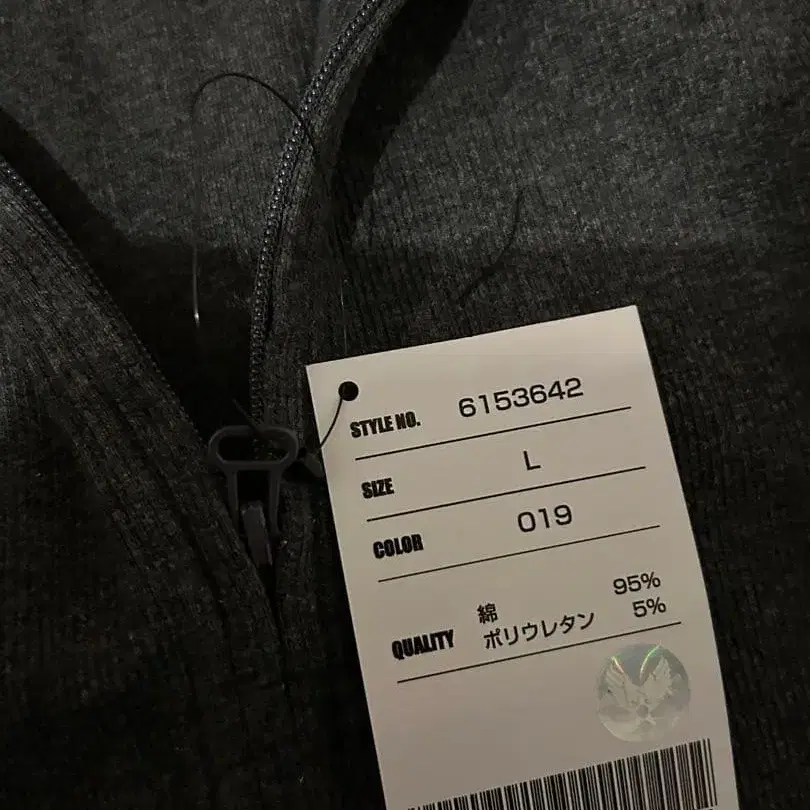 STYLE NO. 6153642
SIZE L
COLOR 019
QUALITY 綿 95%
ポリウレタン 5%